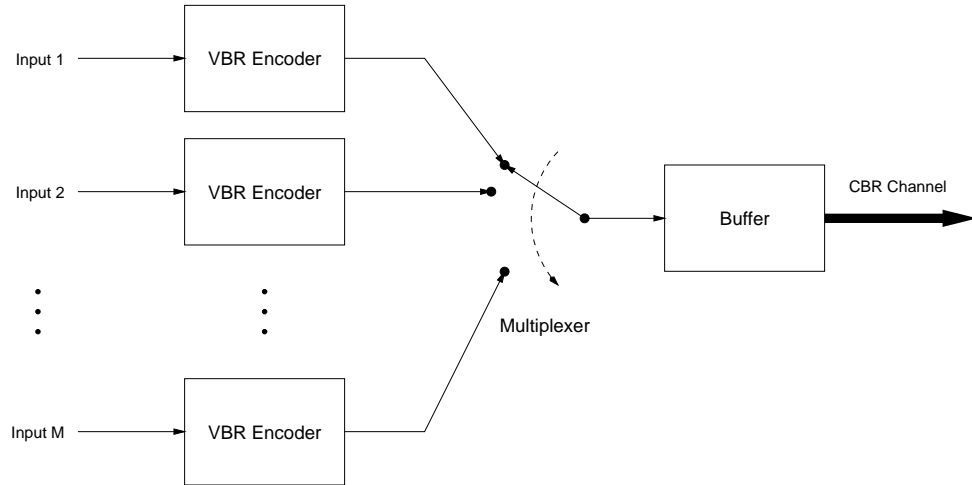 Input 1
VBR Encoder
Input 2
VBR Encoder
CBR Channel
Buffer
Multiplexer
Input M
VBR Encoder